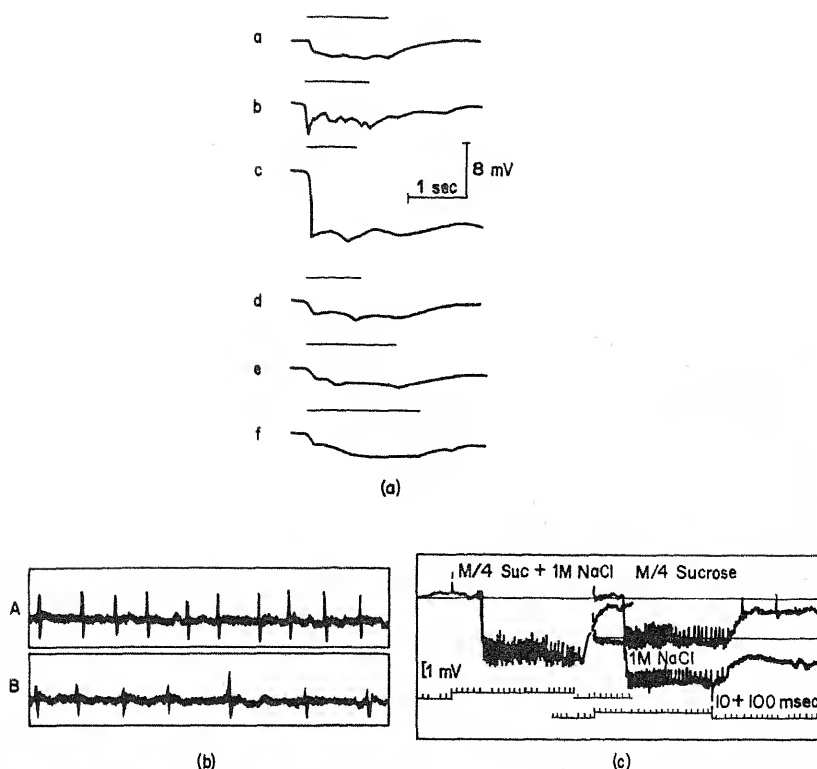 a
b
8 mV
1 sec
c
d
e
f
(a)
M/4 Suc + 1M NaCl M/4 Sucrose
A
1M NaCl
[1 mV
B
10 + 100 msec
(b) (c)